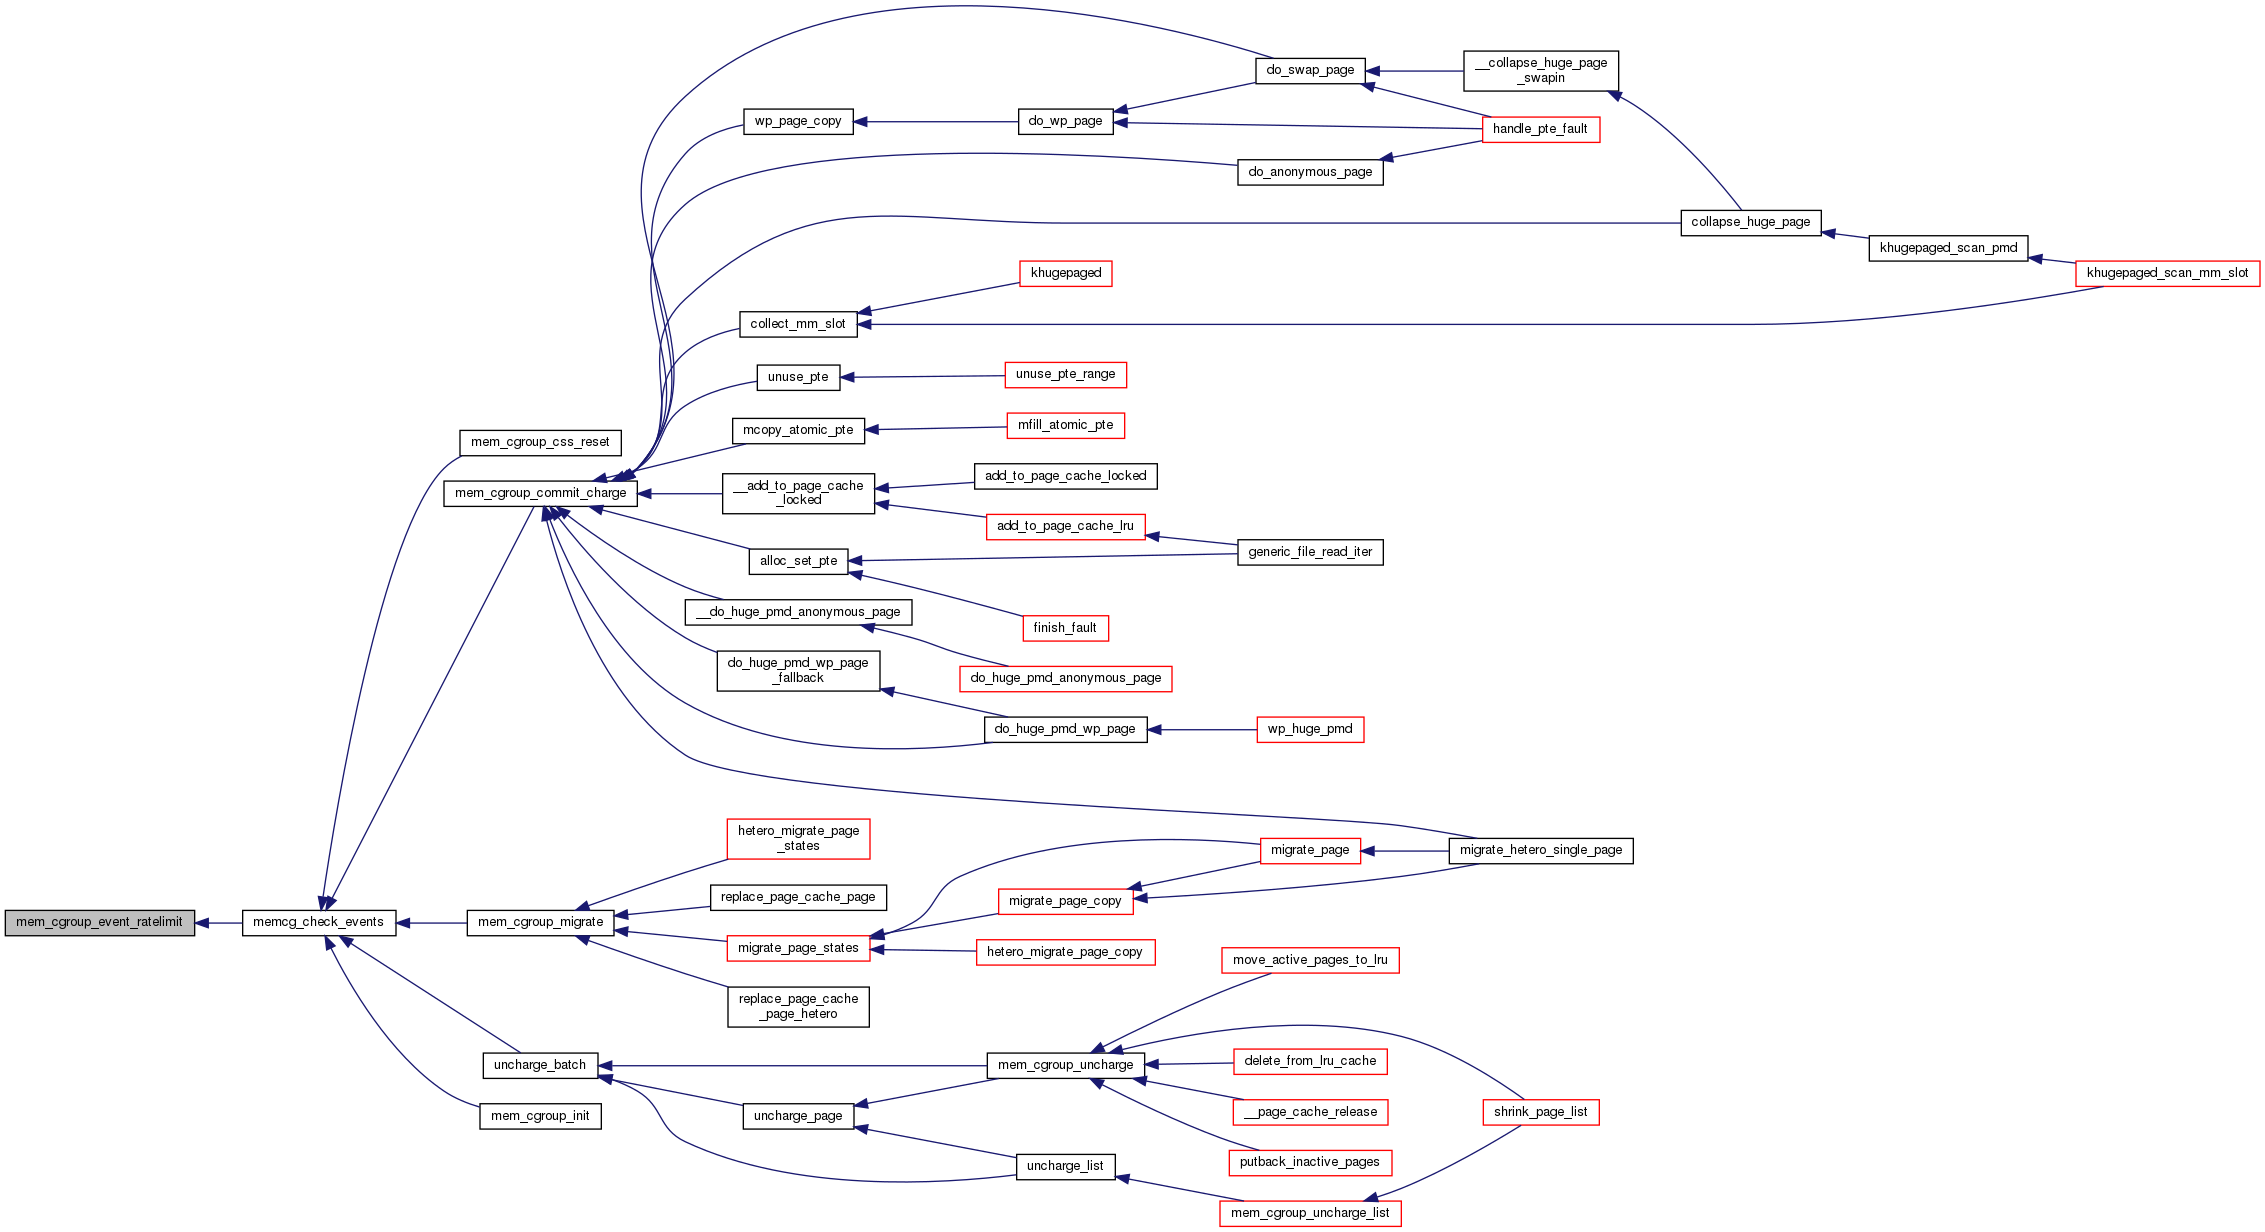 do_swap_page
__collapse_huge_page
_swapin
wp_page_copy
do_wp_page
handle_pte_fault
do_anonymous_page
collapse_huge_page
khugepaged_scan_pmd
khugepaged
khugepaged_scan_mm_slot
collect_mm_slot
unuse_pte
unuse_pte_range
mem_cgroup_css_reset
mcopy_atomic_pte
mfill_atomic_pte
mem_cgroup_commit_charge
__add_to_page_cache
_locked
add_to_page_cache_locked
add_to_page_cache_lru
generic_file_read_iter
alloc_set_pte
__do_huge_pmd_anonymous_page
finish_fault
do_huge_pmd_wp_page
_fallback
do_huge_pmd_anonymous_page
do_huge_pmd_wp_page
wp_huge_pmd
hetero_migrate_page
_states
migrate_page
migrate_hetero_single_page
replace_page_cache_page
migrate_page_copy
mem_cgroup_event_ratelimit
memcg_check_events
mem_cgroup_migrate
migrate_page_states
hetero_migrate_page_copy
move_active_pages_to_lru
replace_page_cache
_page_hetero
uncharge_batch
mem_cgroup_uncharge
delete_from_lru_cache
mem_cgroup_init
uncharge_page
__page_cache_release
shrink_page_list
uncharge_list
putback_inactive_pages
mem_cgroup_uncharge_list